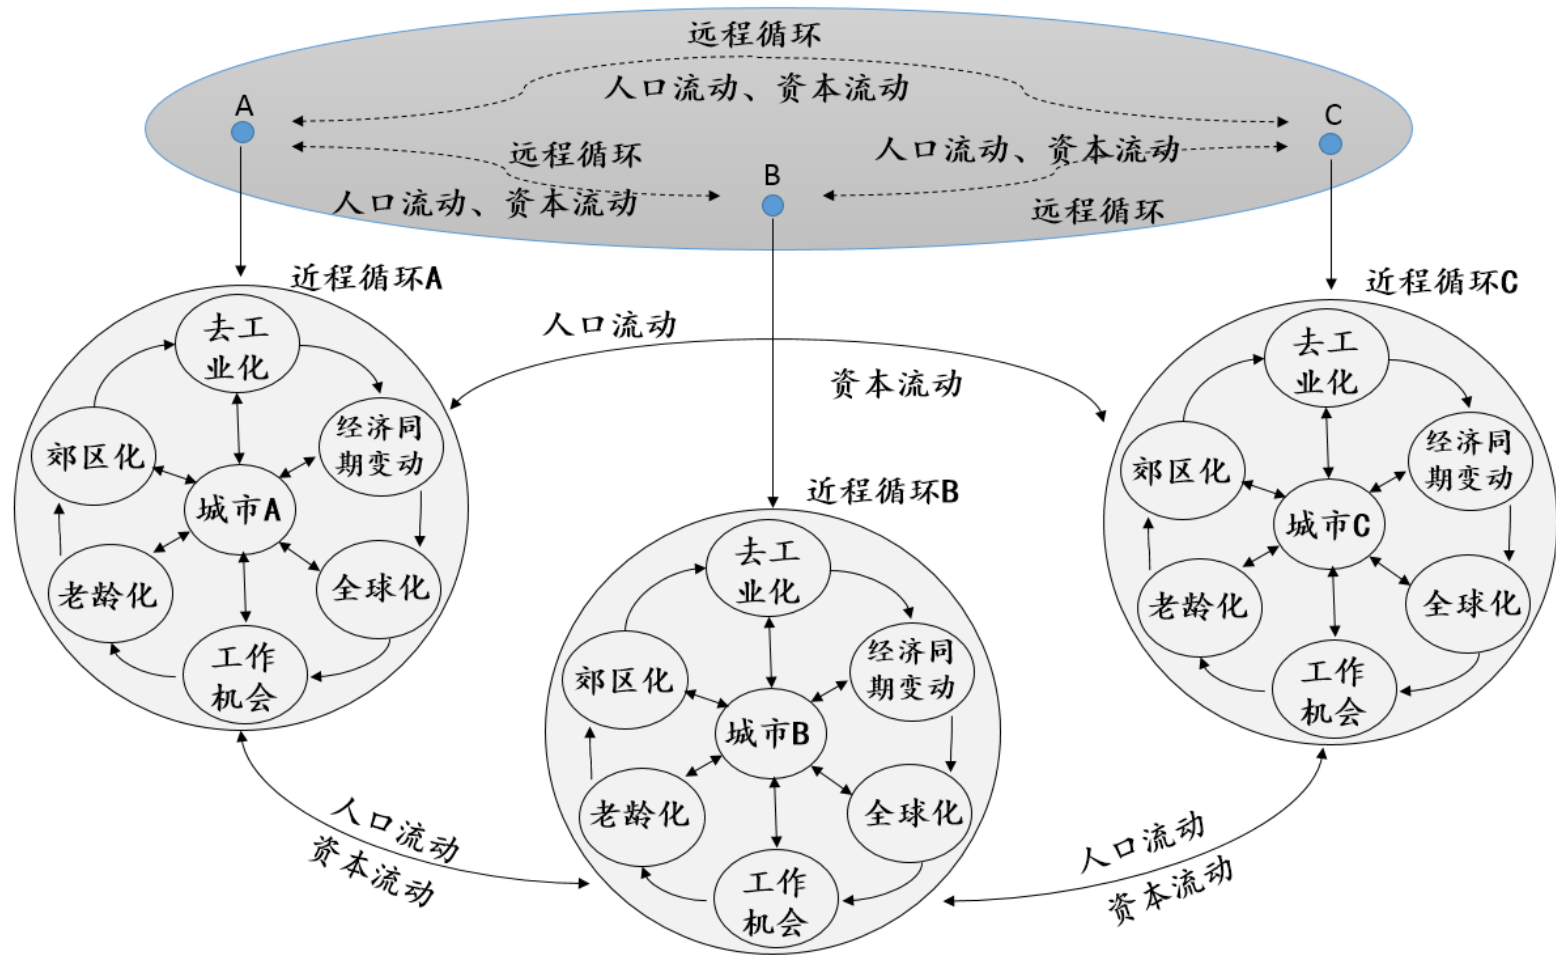 远程循环
人口流动、资本流动
A
C
远程循环
人口流动、资本流动
B
人口流动、资本流动
远程循环
近程循环A
去工
业化
经济同
期变动
郊区化
城市A
老龄化
全球化
工作
机会
人口流动
资本流动
近程循环C
去工
业化
经济同
期变动
郊区化
城市C
老龄化
全球化
工作
机会
近程循环B
去工
业化
经济同
期变动
郊区化
城市B
老龄化
全球化
工作
机会
人口流动
资本流动
人口流动
资本流动